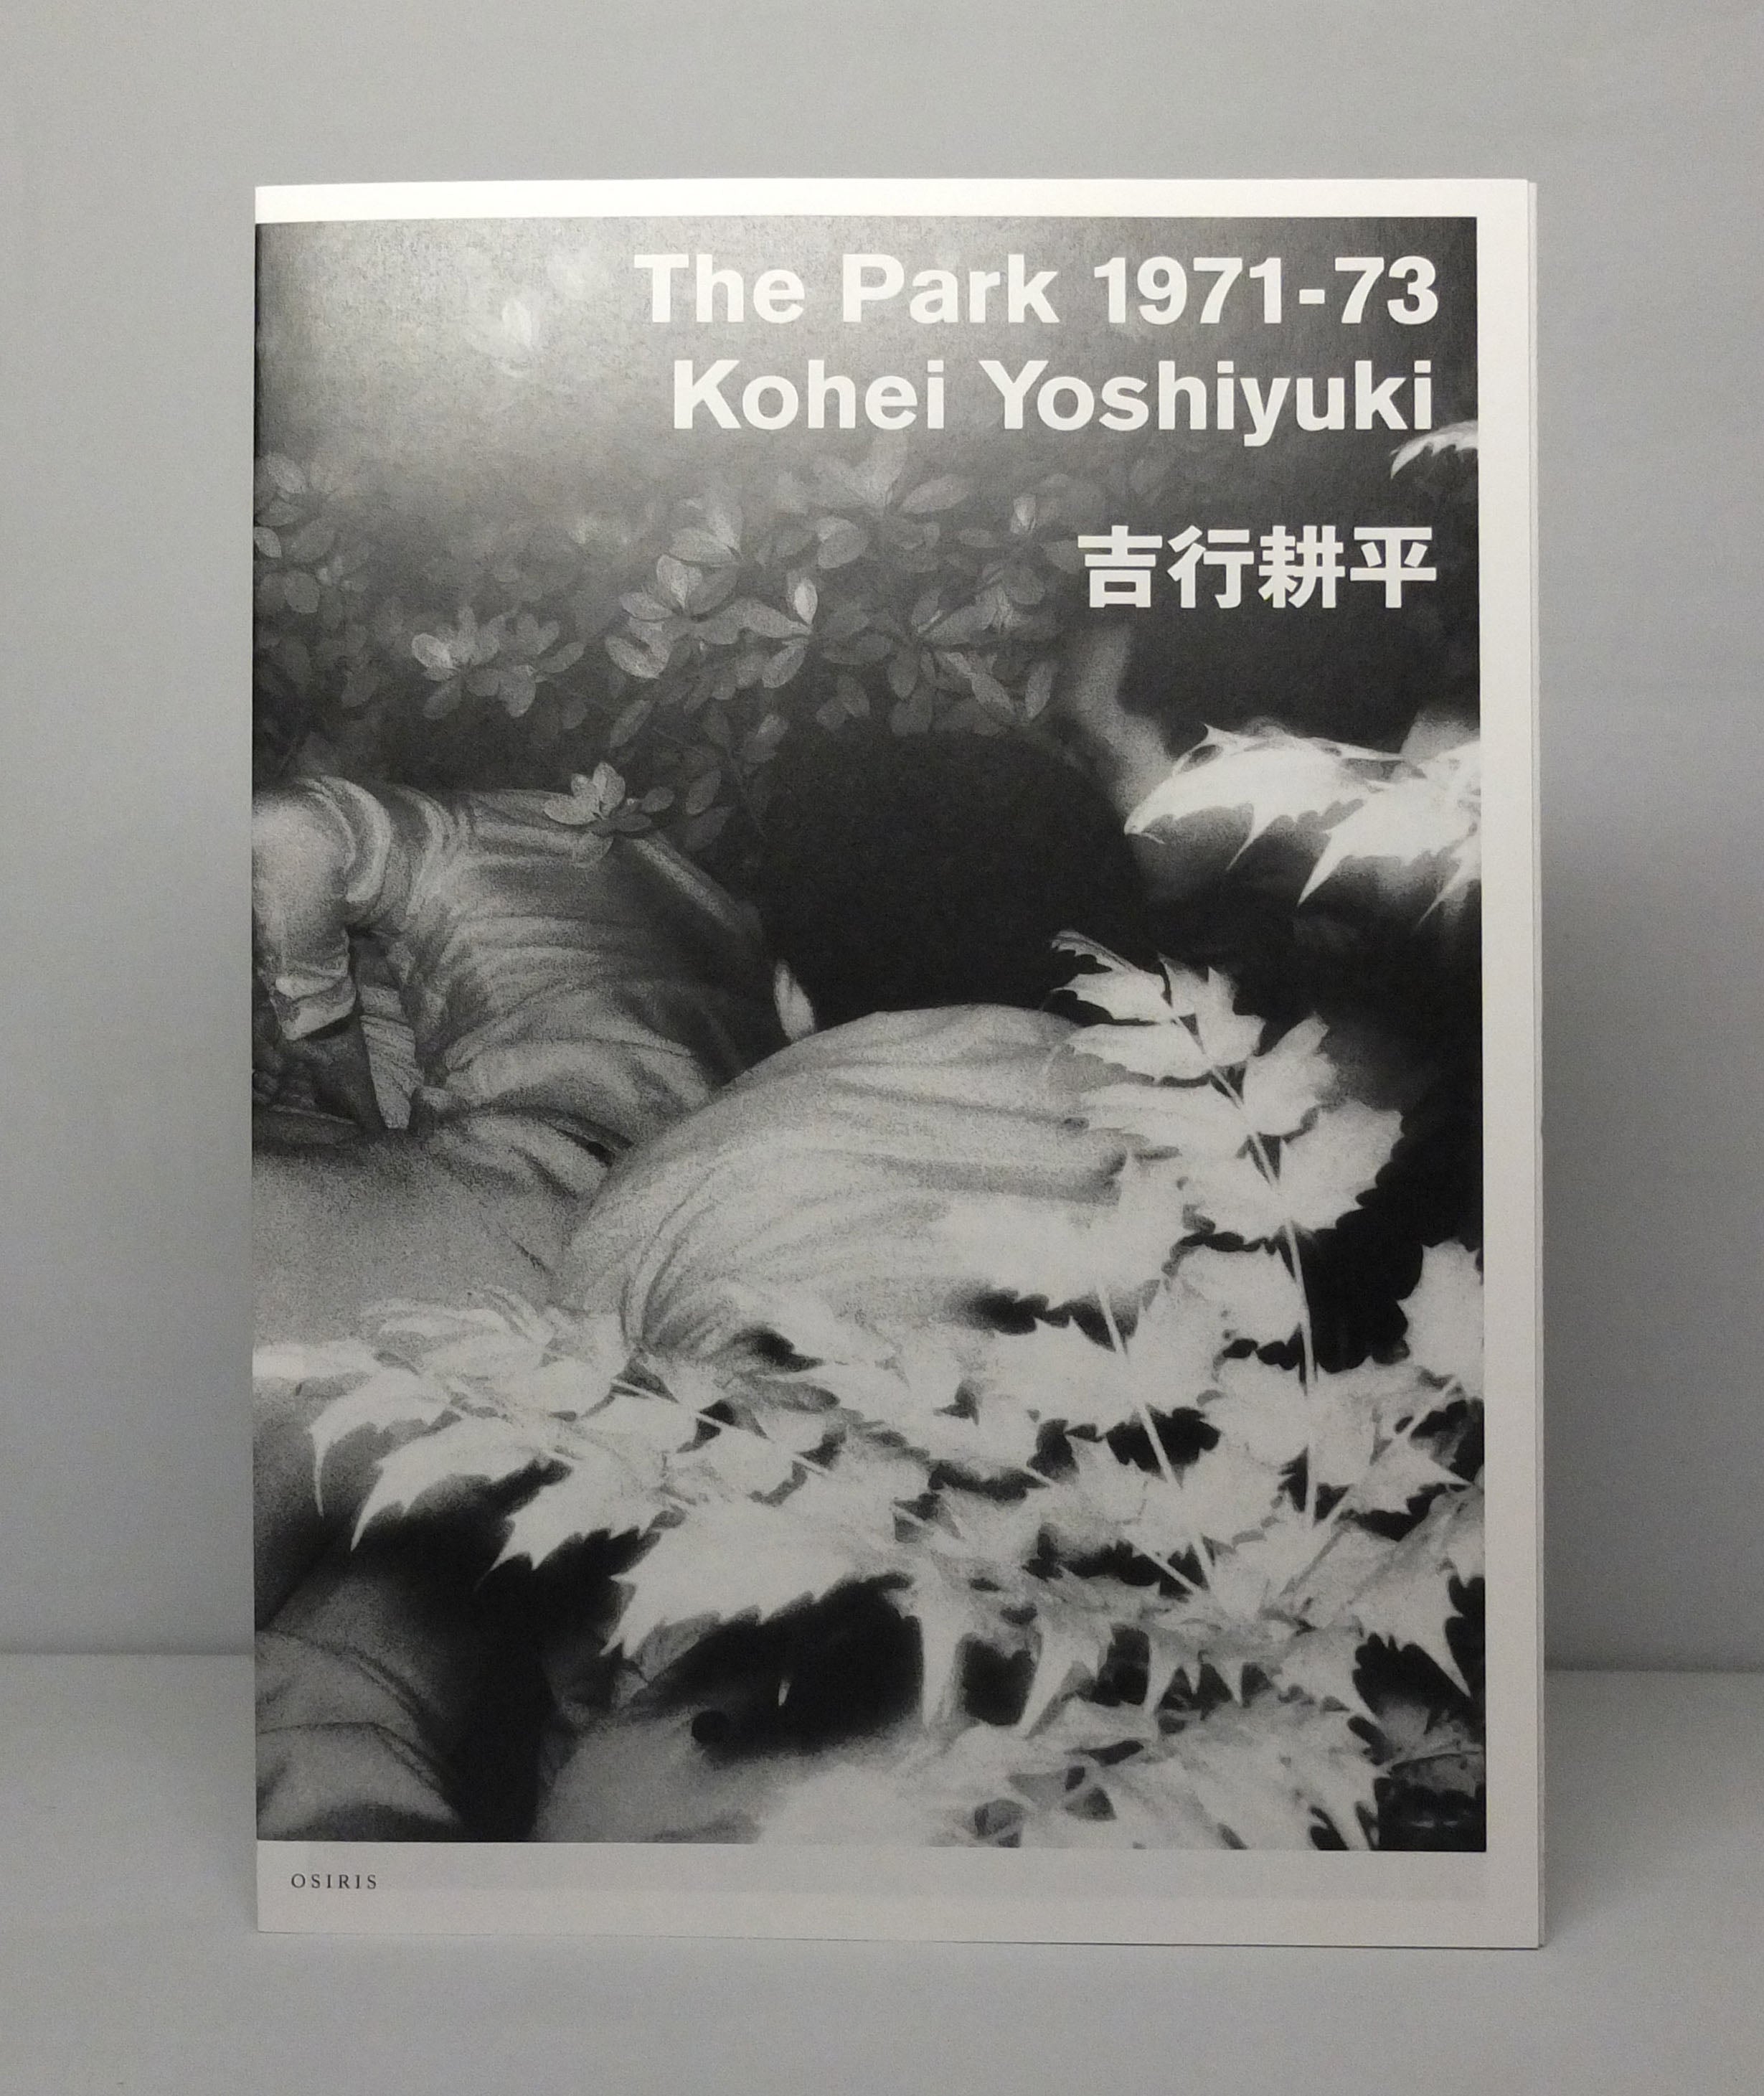 The Park 1971-73
Kohei Yoshiyuki
吉行耕平
OSIRIS